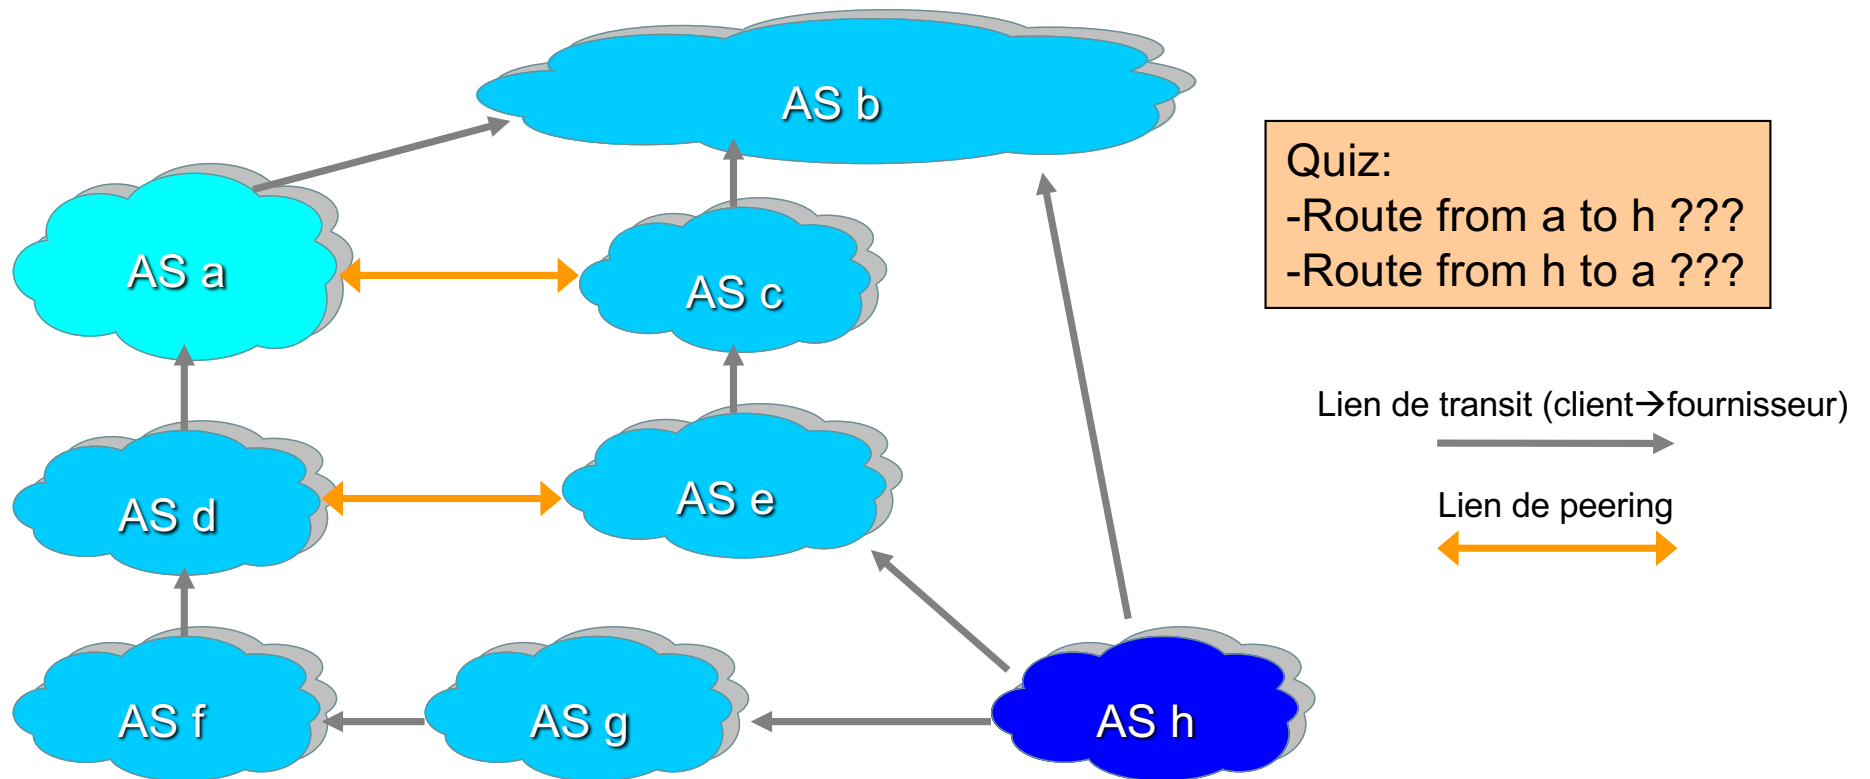 AS b
Quiz:
-Route from a to h ???
-Route from h to a ???
AS a
AS c
Lien de transit (client→fournisseur)
AS d
AS e
Lien de peering
AS f
AS g
AS h